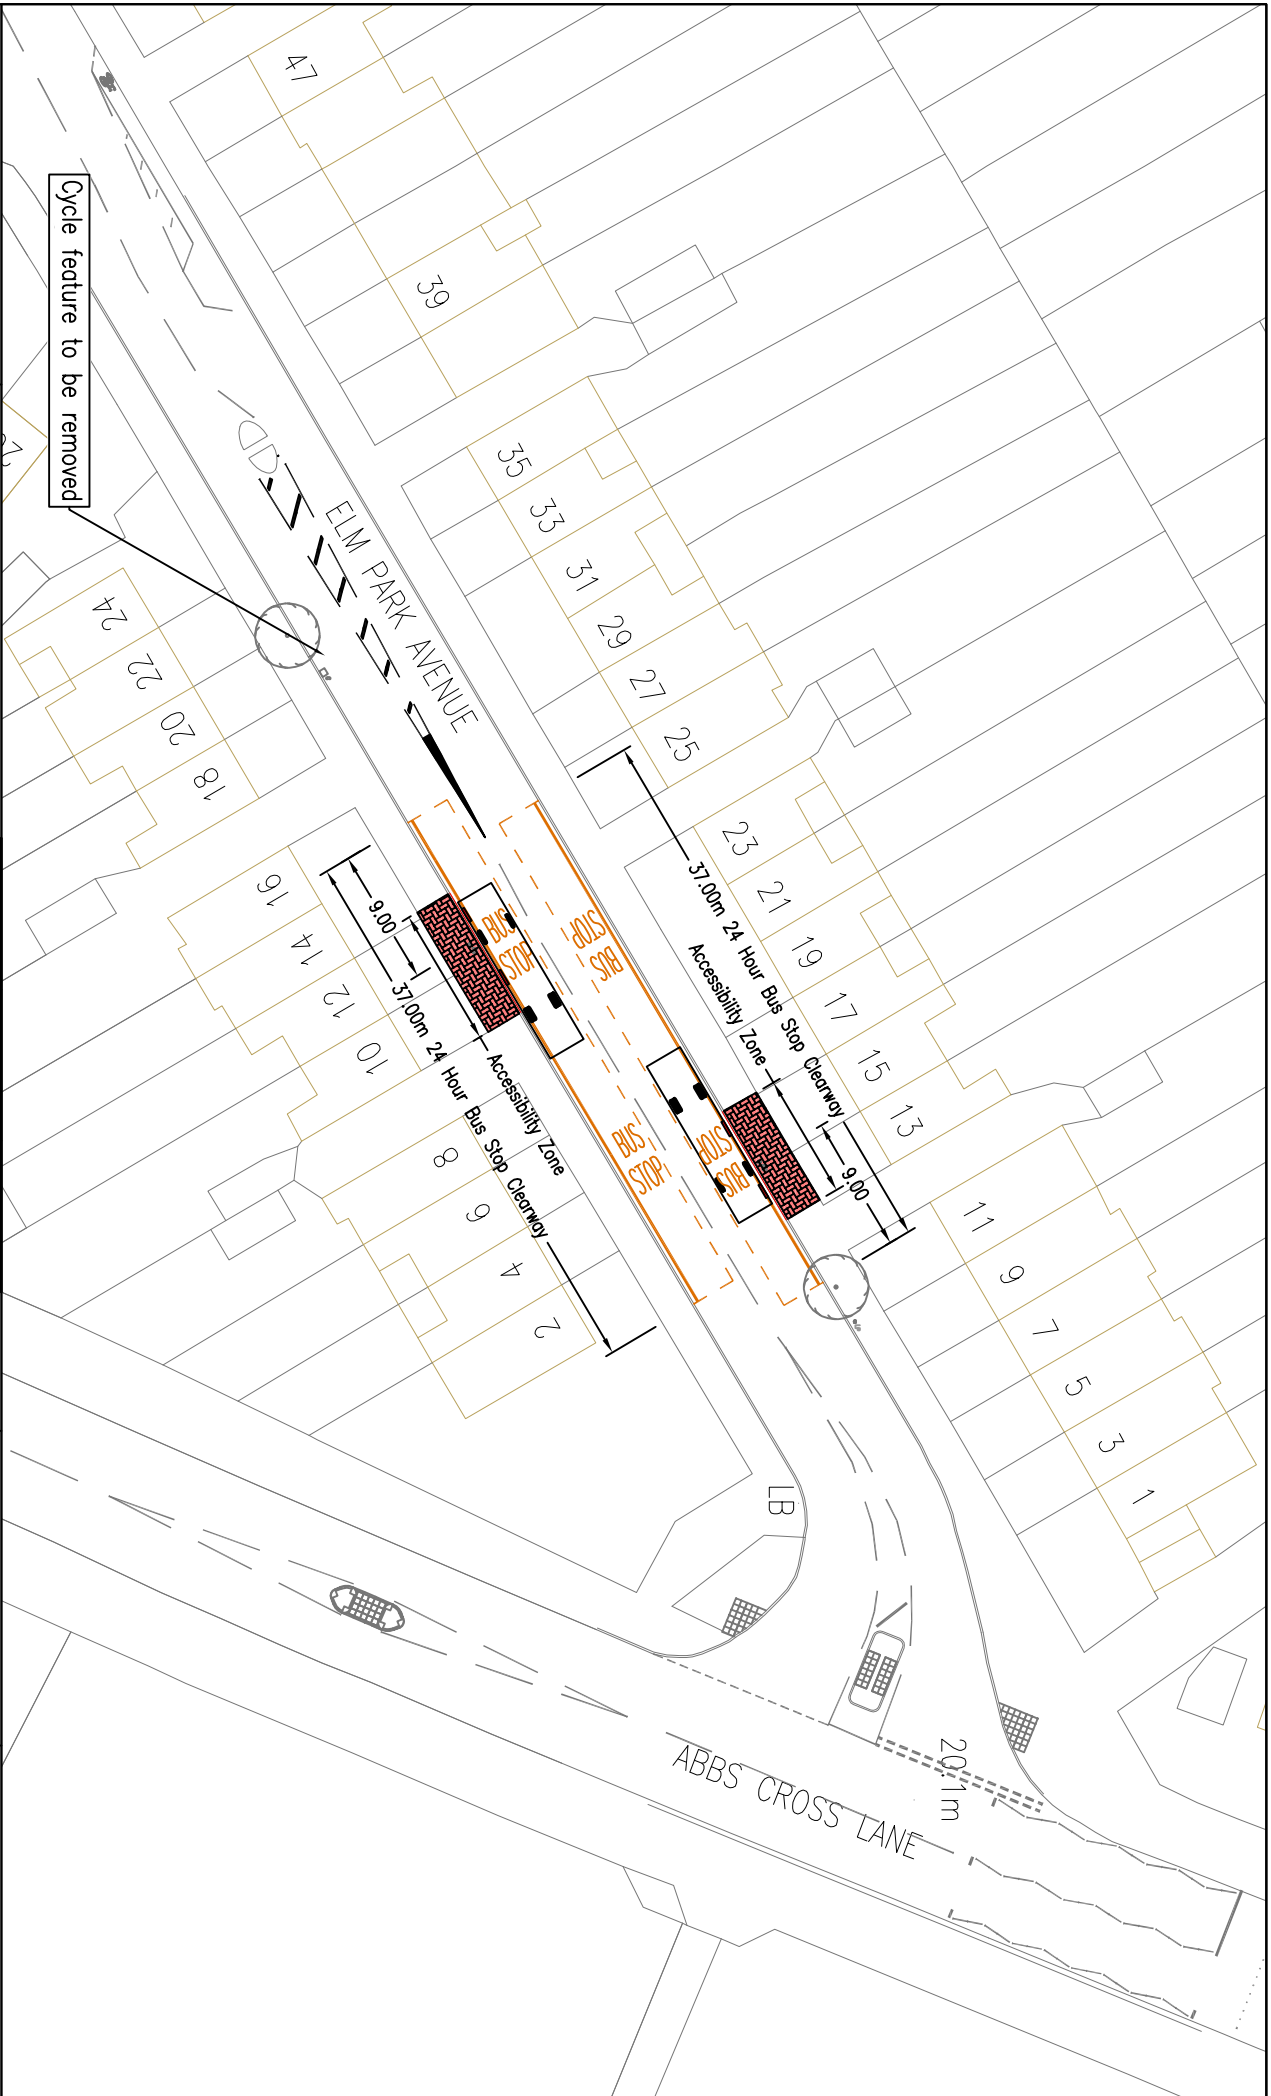 47
39
35
33
31
29
27
25
23
21
19
17
15
13
11
9
7
5
3
1
Cycle feature to be removed
ELM PARK AVENUE
37.00m 24 Hour Bus Stop Clearway
Accessibility Zone
9.00
BUS
STOP
BUS
STOP
BUS
STOP
BUS
STOP
9.00
37.00m 24 Hour Bus Stop Clearway
Accessibility Zone
24
22
20
18
16
14
12
10
8
6
4
2
LB
20.1m
ABBS CROSS LANE